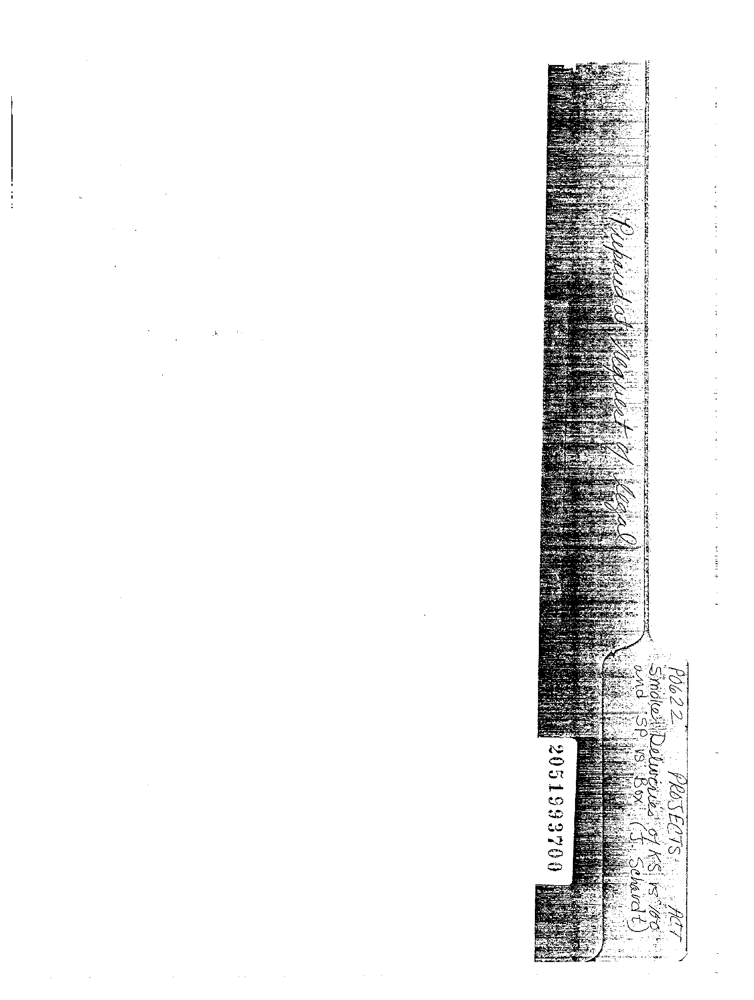 Prepared at Request of Legal
P0622 PROJECTS: ACT
Smoke Deliveries of KS vs 100
and SP vs Box (J. Schardt)
2051993700